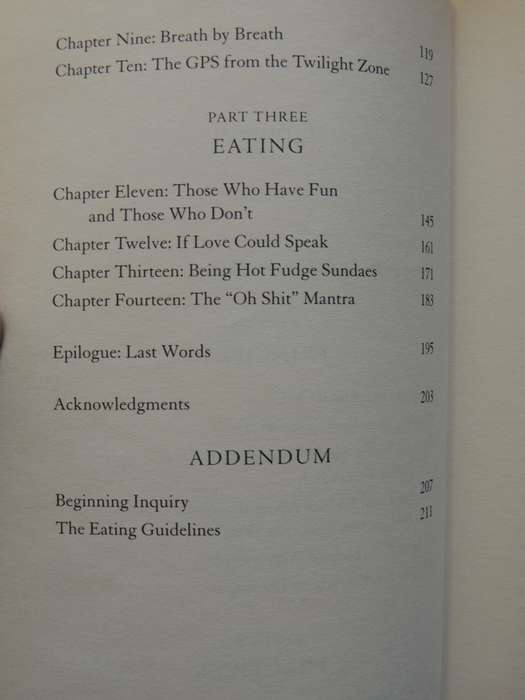 Chapter Nine: Breath by Breath 119
Chapter Ten: The GPS from the Twilight Zone 127
PART THREE
EATING
Chapter Eleven: Those Who Have Fun
and Those Who Don't 145
Chapter Twelve: If Love Could Speak 161
Chapter Thirteen: Being Hot Fudge Sundaes 171
Chapter Fourteen: The "Oh Shit" Mantra 183
Epilogue: Last Words 195
Acknowledgments 203
ADDENDUM
Beginning Inquiry 207
The Eating Guidelines 211